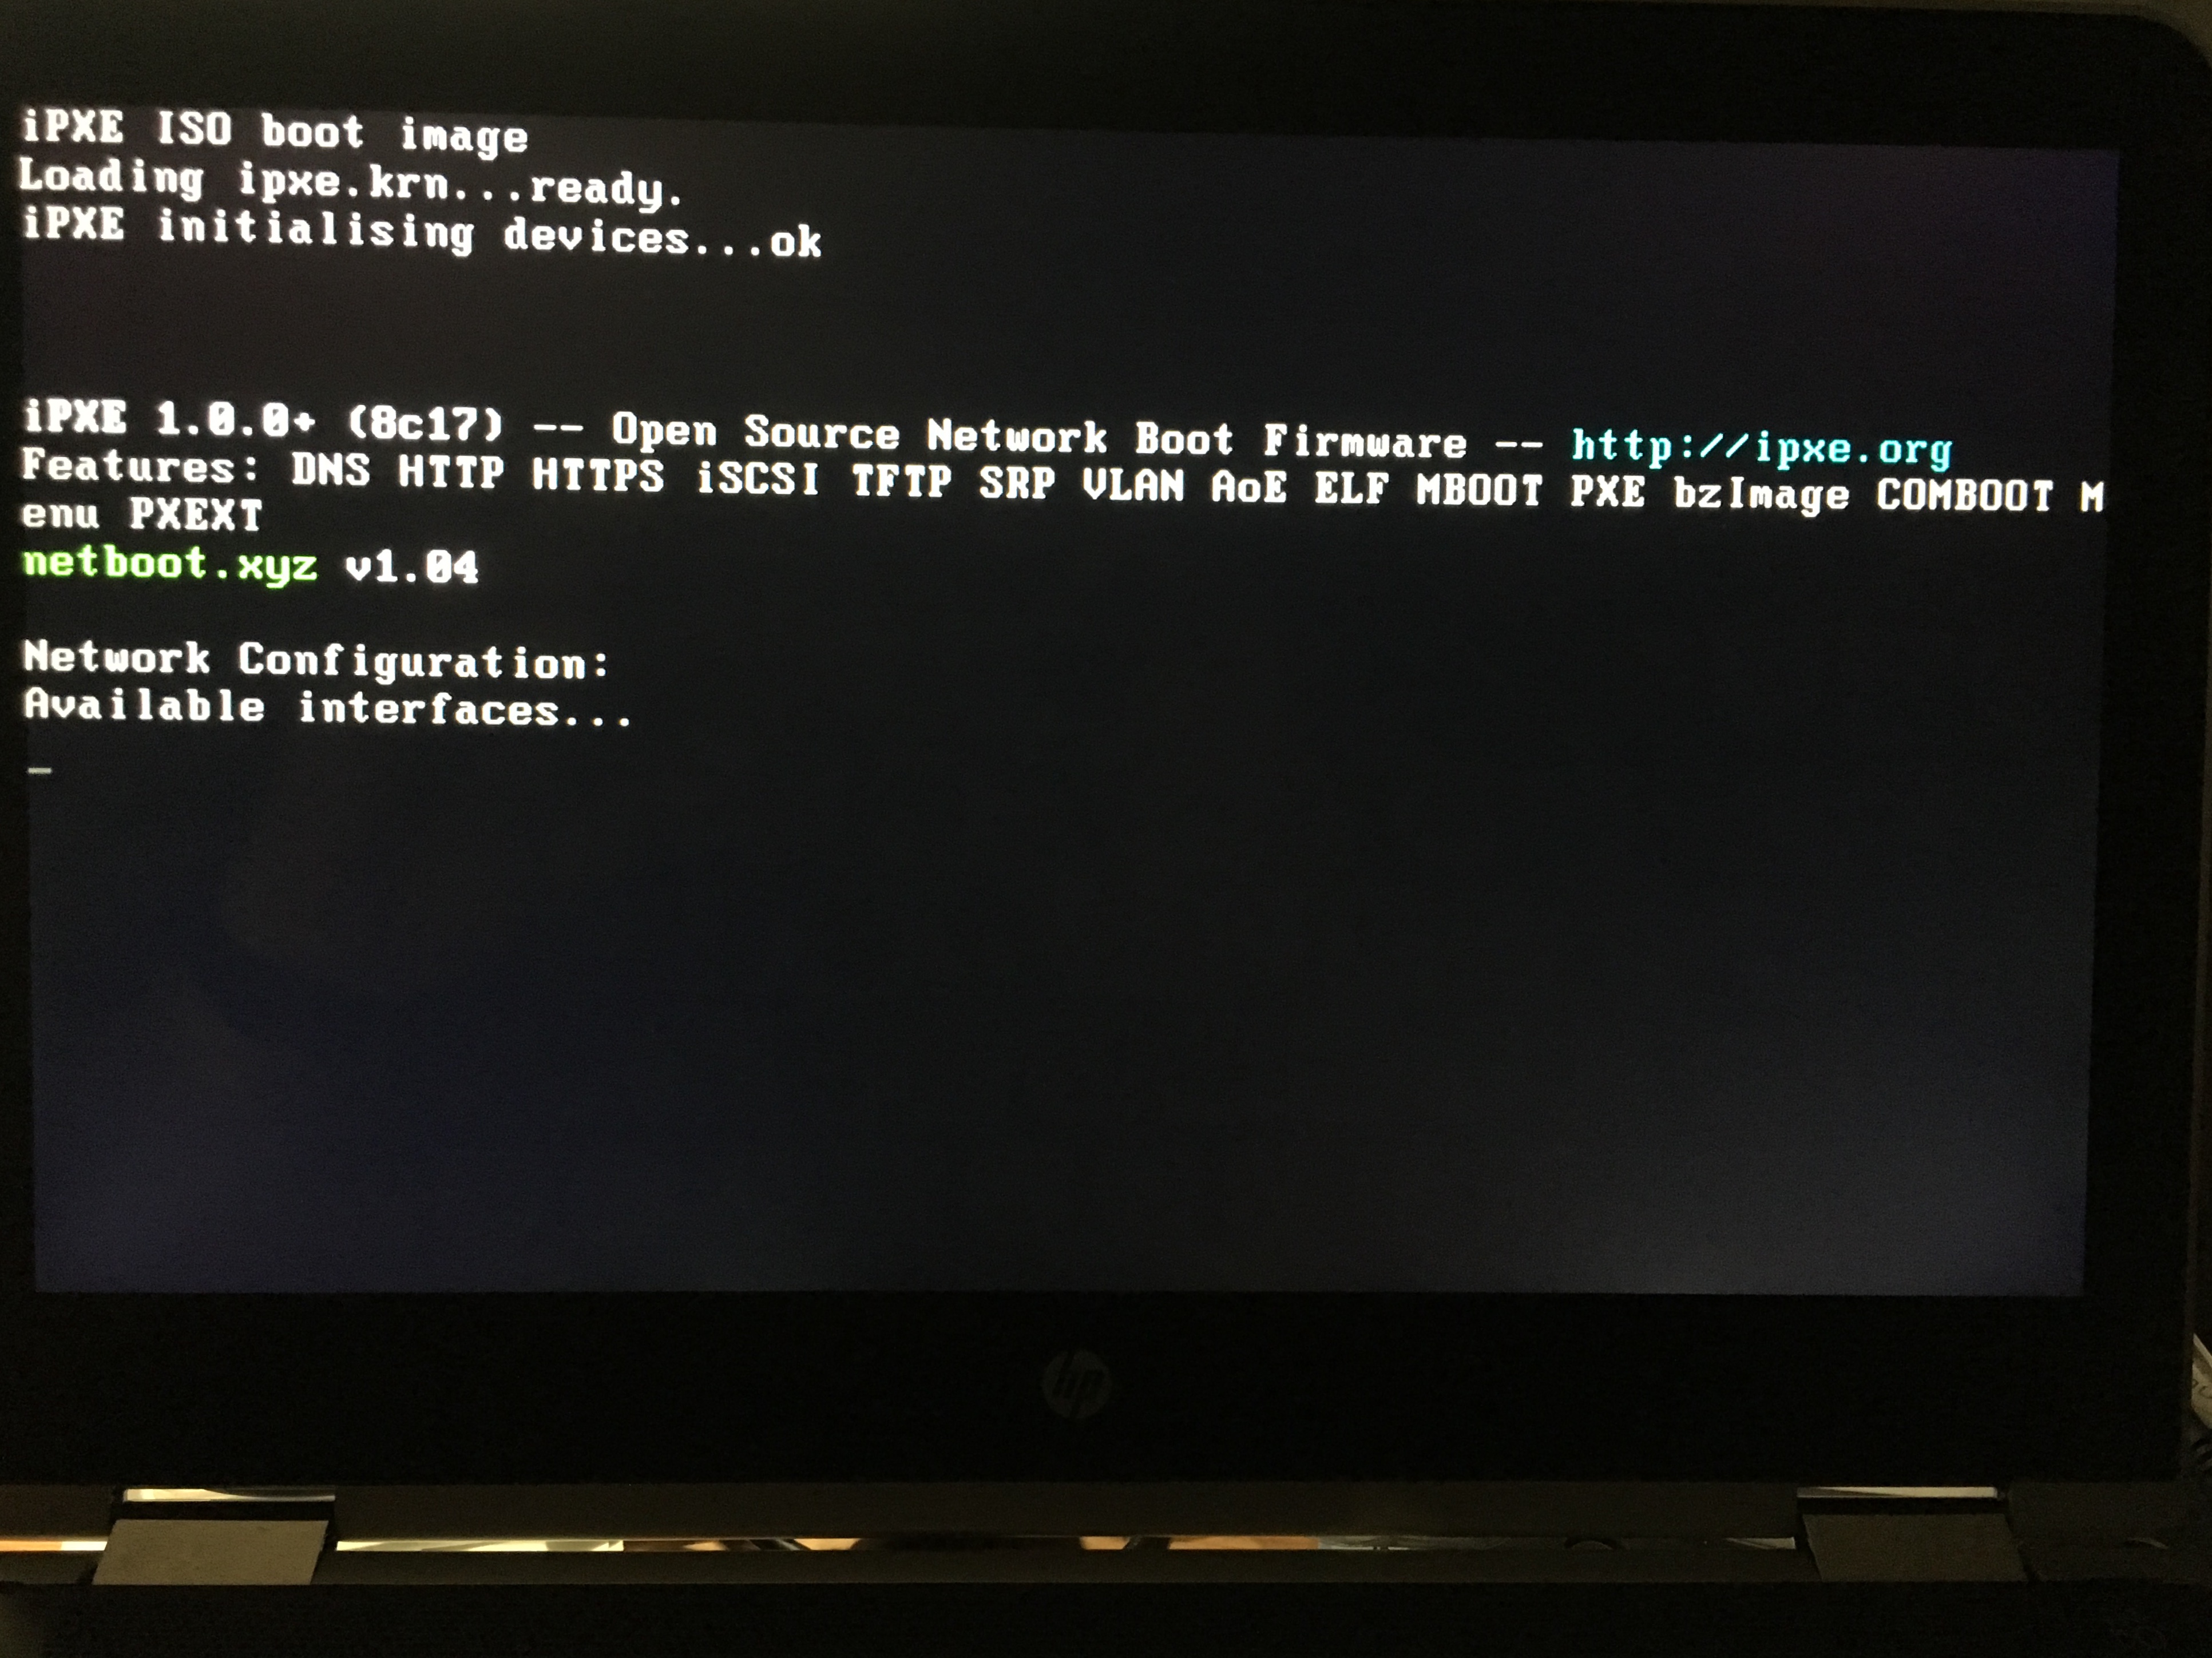 iPXE ISO boot image
Loading ipxe.krn...ready.
iPXE initialising devices...ok
iPXE 1.0.0+ (8c17) -- Open Source Network Boot Firmware -- http://ipxe.org
Features: DNS HTTP HTTPS iSCSI TFTP SRP VLAN AoE ELF MBOOT PXE bzImage COMBOOT M
enu PXEXT
netboot.xyz v1.04
Network Configuration:
Available interfaces...
hp